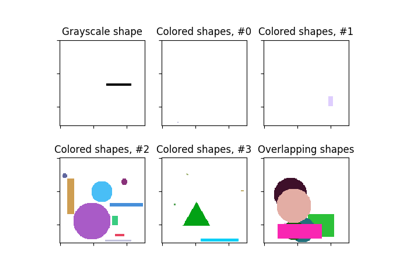 Grayscale shape
Colored shapes, #0
Colored shapes, #1
Colored shapes, #2
Colored shapes, #3
Overlapping shapes